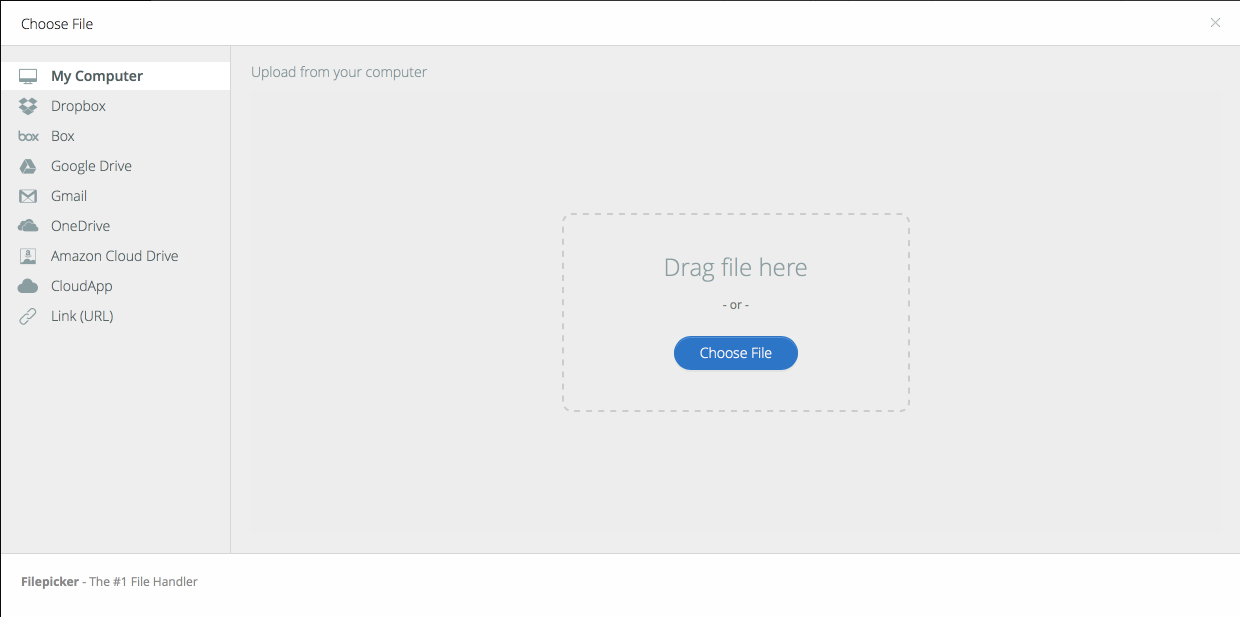 Choose File
My Computer
Dropbox
box Box
Google Drive
Gmail
OneDrive
a Amazon Cloud Drive
CloudApp
Link (URL)
Upload from your computer
Drag file here
- or -
Choose File
Filepicker - The #1 File Handler